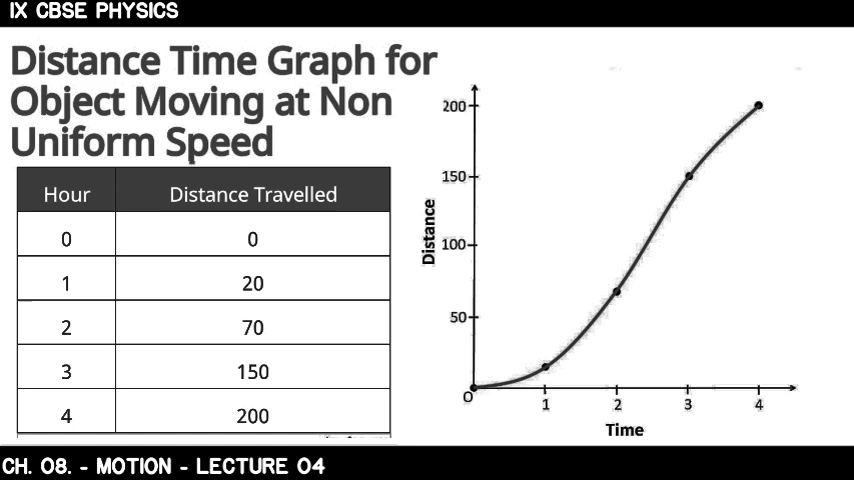 IX CBSE PHYSICS
Distance Time Graph for
Object Moving at Non
Uniform Speed
Hour Distance Travelled
0 0
1 20
2 70
3 150
4 200
200
150
100
50
O
1 2 3 4
Distance
Time
CH. 08. - MOTION - LECTURE 04